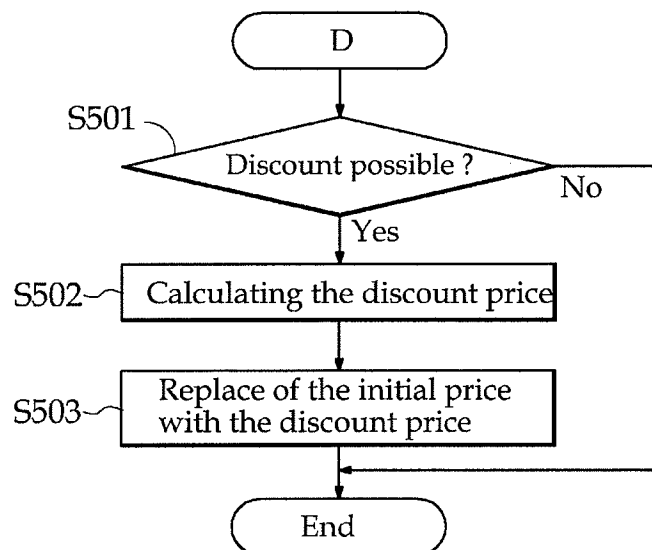 D
S501
Discount possible ?
No
Yes
S502
Calculating the discount price
S503
Replace of the initial price
with the discount price
End